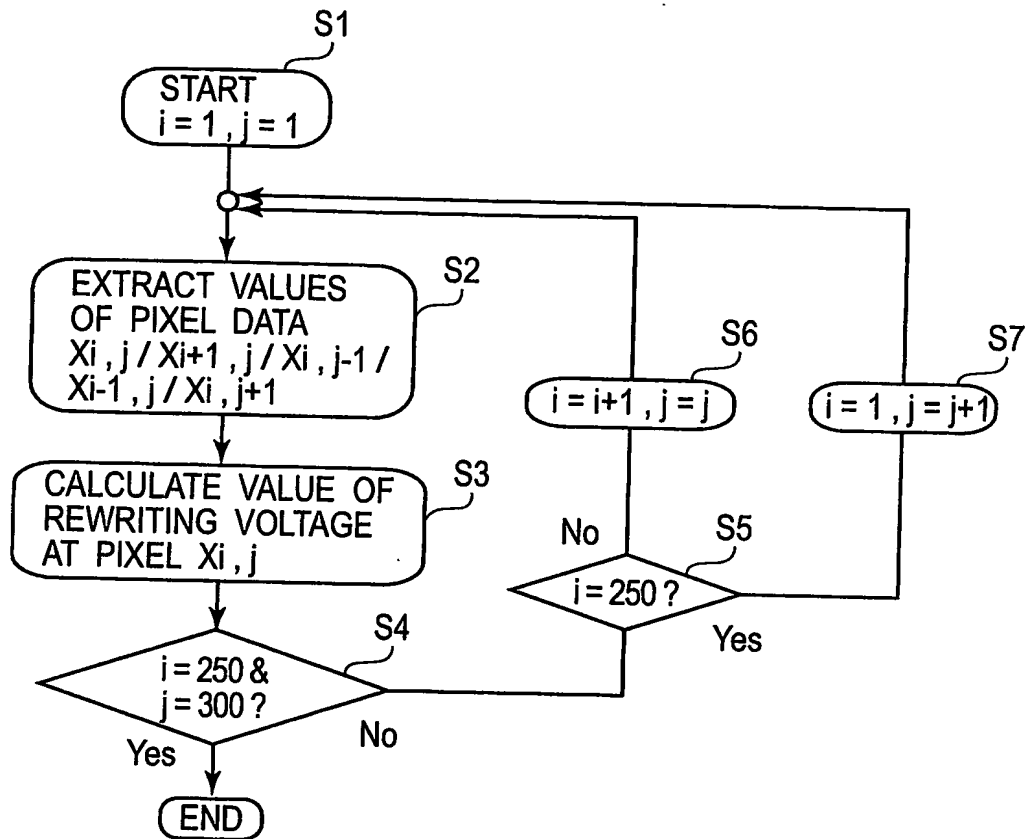 S1
START
i = 1 , j = 1
S2
EXTRACT VALUES
OF PIXEL DATA
Xi , j / Xi+1 , j / Xi , j-1 /
Xi-1 , j / Xi , j+1
S6
i = i+1 , j = j
S7
i = 1 , j = j+1
S3
CALCULATE VALUE OF
REWRITING VOLTAGE
AT PIXEL Xi , j
No
S5
i = 250 ?
Yes
S4
i = 250 &
j = 300 ?
No
Yes
END